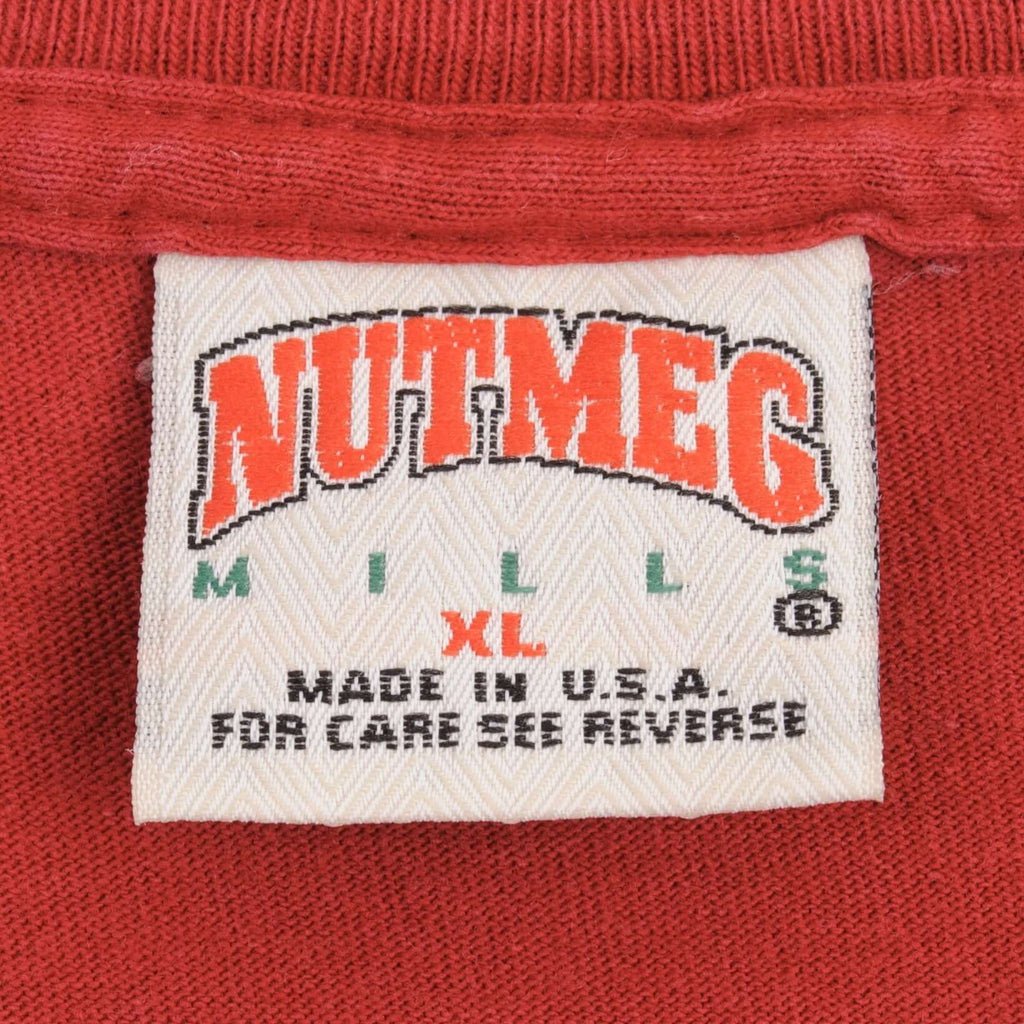 NUTMEG
MILLS
®
XL
MADE IN U.S.A.
FOR CARE SEE REVERSE